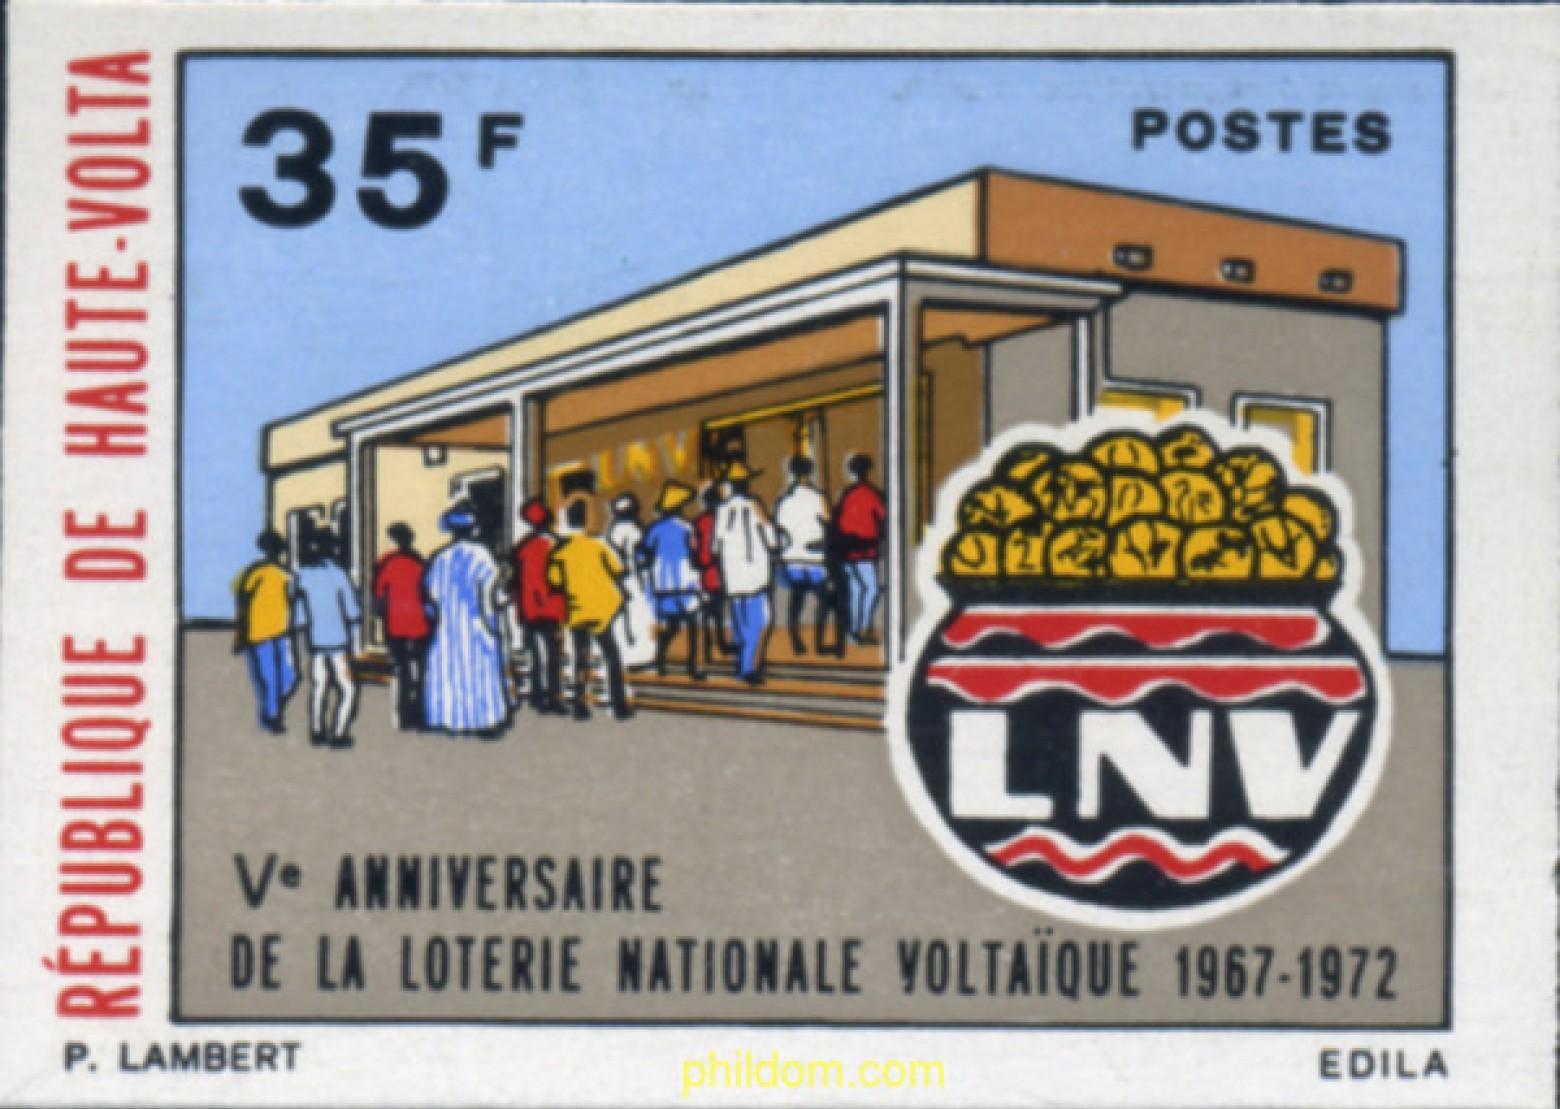 RÉPUBLIQUE DE HAUTE-VOLTA
35F
POSTES
LNV
LNV
Ve ANNIVERSAIRE
DE LA LOTERIE NATIONALE VOLTAÏQUE 1967-1972
P. LAMBERT
EDILA
phildom.com